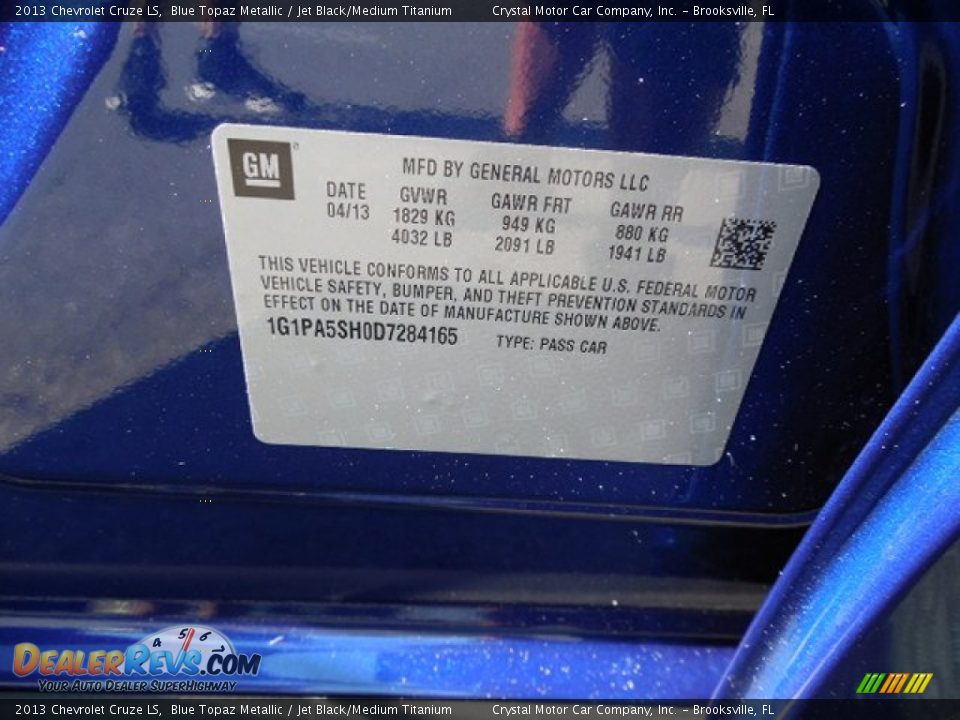 2013 Chevrolet Cruze LS, Blue Topaz Metallic / Jet Black/Medium Titanium Crystal Motor Car Company, Inc. - Brooksville, FL
GM
MFD BY GENERAL MOTORS LLC
DATE GVWR GAWR FRT GAWR RR
04/13 1829 KG 949 KG 880 KG
4032 LB 2091 LB 1941 LB
THIS VEHICLE CONFORMS TO ALL APPLICABLE U.S. FEDERAL MOTOR
VEHICLE SAFETY, BUMPER, AND THEFT PREVENTION STANDARDS IN
EFFECT ON THE DATE OF MANUFACTURE SHOWN ABOVE.
1G1PA5SH0D7284165 TYPE: PASS CAR
4 5 6
DEALERREVS.COM
YOUR AUTO DEALER SUPERHIGHWAY
2013 Chevrolet Cruze LS, Blue Topaz Metallic / Jet Black/Medium Titanium Crystal Motor Car Company, Inc. - Brooksville, FL